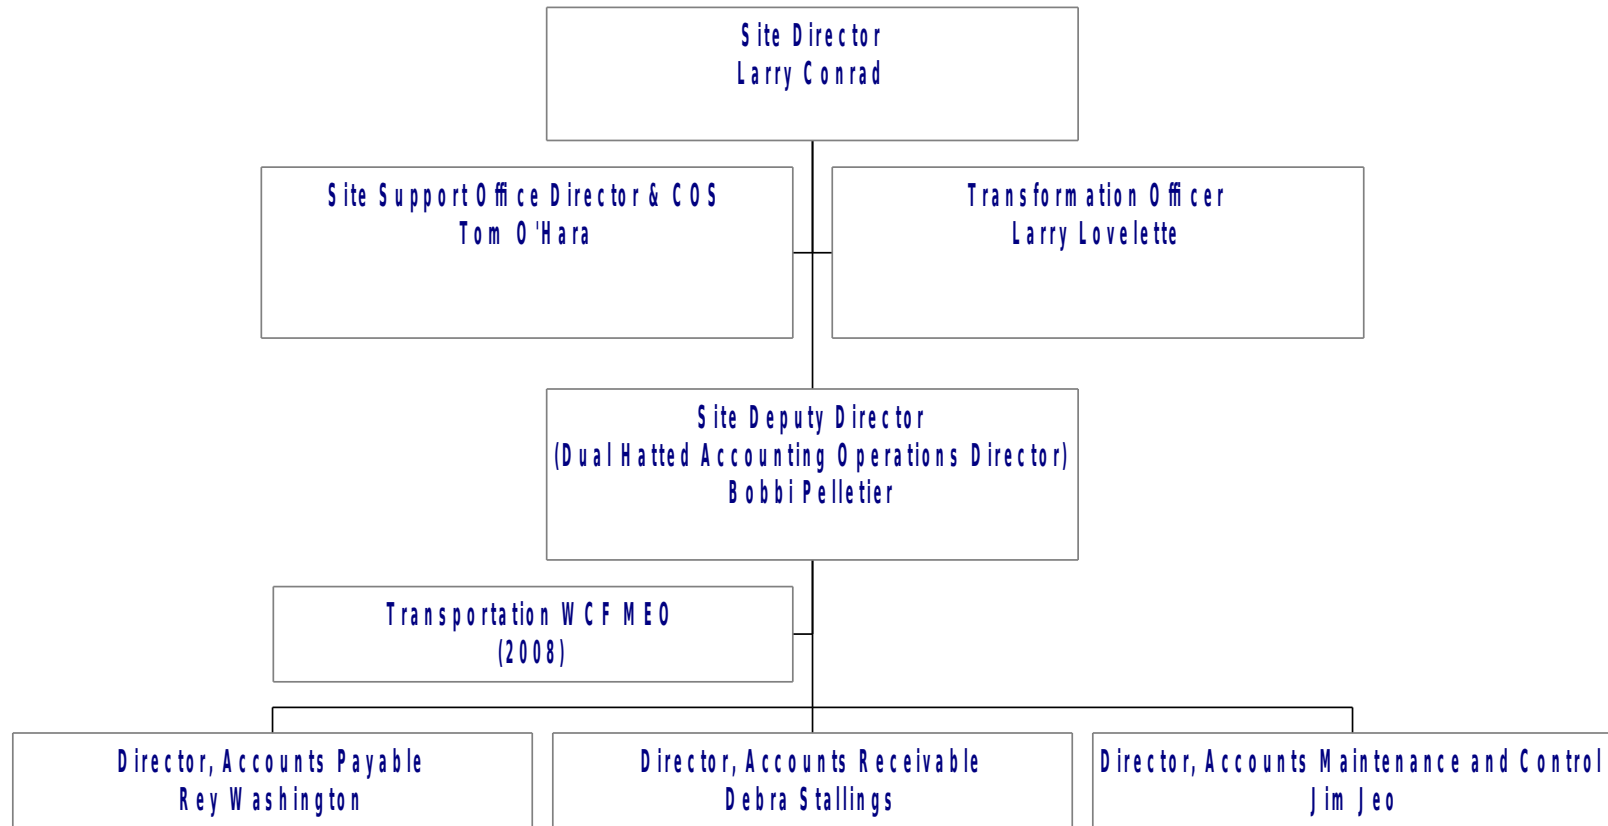 Site Director
Larry Conrad
Site Support Office Director & COS
Tom O'Hara
Transformation Officer
Larry Lovelette
Site Deputy Director
(Dual Hatted Accounting Operations Director)
Bobbi Pelletier
Transportation WCF MEO
(2008)
Director, Accounts Payable
Rey Washington
Director, Accounts Receivable
Debra Stallings
Director, Accounts Maintenance and Control
Jim Jeo